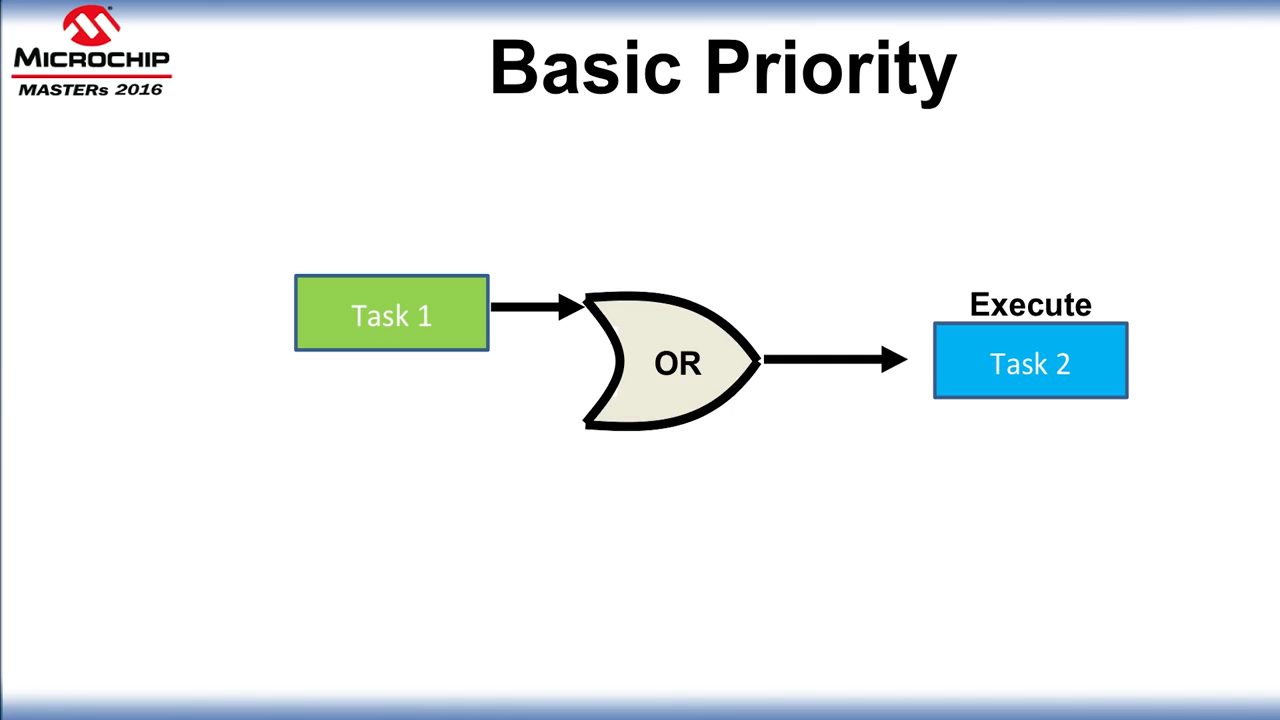 MICROCHIP
MASTERs 2016
Basic Priority
Task 1
OR
Execute
Task 2